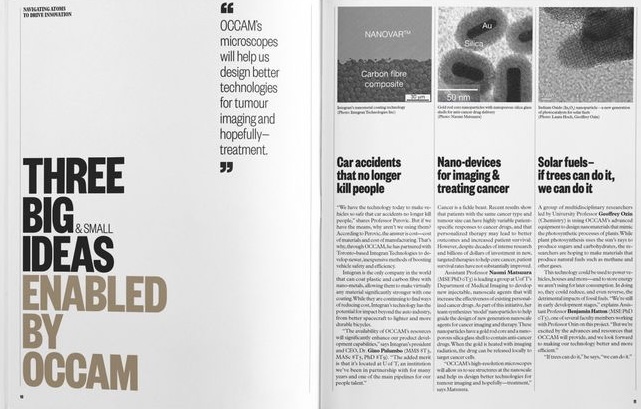 NAVIGATING ATOMS
TO DRIVE INNOVATION
“
OCCAM’s
microscopes
will help us
design better
technologies
for tumour
imaging and
hopefully—
treatment.
”
THREE
BIG & SMALL
IDEAS
ENABLED
BY
OCCAM
NANOVAR™
Carbon fibre
composite
30 μm
Integran's nanometal coating technology
(Photo: Integran Technologies Inc)
Au
Silica
50 nm
Gold rod core nanoparticles with nanoporous silica glass
shells for anti-cancer drug delivery
(Photo: Naomi Matsuura)
Indium Oxide (In₂O₃) nanoparticle—a new generation
of photocatalysts for solar fuels
(Photo: Laura Hoch, Geoffrey Ozin)
Car accidents
that no longer
kill people
“We have the technology today to make ve-
hicles so safe that car accidents no longer kill
people,” shares Professor Perovic. But if we
have the means, why aren't we using them?
According to Perovic, the answer is cost—cost
of materials and cost of manufacturing. That's
why, through OCCAM, he has partnered with
Toronto-based Integran Technologies to de-
velop newer, inexpensive methods of boosting
vehicle safety and efficiency.
Integran is the only company in the world
that can coat plastic and carbon fibre with
nano-metals, allowing them to make virtually
any material significantly stronger with one
coating. While they are continuing to find ways
of reducing cost, Integran's technology has the
potential for impact beyond the auto industry,
from better spacecraft to lighter and more
durable bicycles.
“The availability of OCCAM's resources
will significantly enhance our product devel-
opment capabilities,” says Integran's president
and CEO, Dr. Gino Palumbo (MMS 8T3,
MASc 8T5, PhD 8T9). “The added merit
is that it's located at U of T, an institution
we've been in partnership with for many
years and one of the main pipelines for our
people talent.”
Nano-devices
for imaging &
treating cancer
Cancer is a fickle beast. Recent results show
that patients with the same cancer type and
tumour size can have highly variable patient-
specific responses to cancer drugs, and that
personalized therapy may lead to better
outcomes and increased patient survival.
However, despite decades of intense research
and billions of dollars of investment in new,
targeted therapies to help cure cancer, patient
survival rates have not substantially improved.
Assistant Professor Naomi Matsuura
(MSE PhD 0T3) is leading a group at U of T's
Department of Medical Imaging to develop
new injectable, nanoscale agents that will
increase the effectiveness of existing personal-
ized cancer drugs. As part of this initiative, her
team synthesizes 'model' nanoparticles to help
guide the design of new generation nanoscale
agents for cancer imaging and therapy. These
nanoparticles have a gold rod core and a nano-
porous silica glass shell to contain anti-cancer
drugs. When the gold is heated with imaging
radiation, the drug can be released locally to
target cancer cells.
“OCCAM's high-resolution microscopes
will allow us to see structures at the nanoscale
and help us design better technologies for
tumour imaging and hopefully—treatment,”
says Matsuura.
Solar fuels–
if trees can do it,
we can do it
A group of multidisciplinary researchers
led by University Professor Geoffrey Ozin
(Chemistry) is using OCCAM's advanced
equipment to design nanomaterials that mimic
the photosynthetic processes of plants. While
plant photosynthesis uses the sun's rays to
produce sugars and carbohydrates, the re-
searchers are hoping to make materials that
produce natural fuels such as methane and
other gases.
This technology could be used to power ve-
hicles, houses and more—and to store energy
we aren't using for later consumption. In doing
so, they could reduce, and even reverse, the
detrimental impacts of fossil fuels. “We're still
in early development stages,” explains Assis-
tant Professor Benjamin Hatton (MSE PhD
0T5), one of several faculty members working
with Professor Ozin on this project. “But we're
excited by the advances and resources that
OCCAM will provide, and we look forward
to making our technology better and more
efficient.”
“If trees can do it,” he says, “we can do it.”